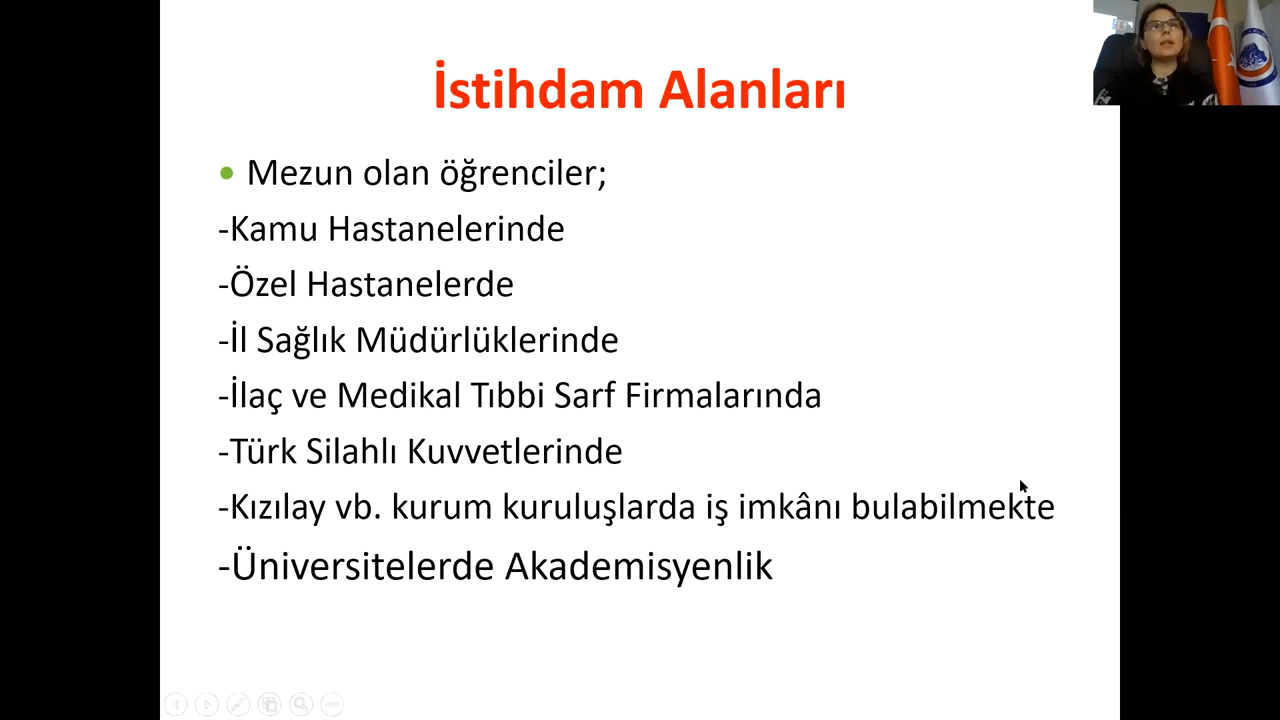 İstihdam Alanları
• Mezun olan öğrenciler;
-Kamu Hastanelerinde
-Özel Hastanelerde
-İl Sağlık Müdürlüklerinde
-İlaç ve Medikal Tıbbi Sarf Firmalarında
-Türk Silahlı Kuvvetlerinde
-Kızılay vb. kurum kuruluşlarda iş imkânı bulabilmekte
-Üniversitelerde Akademisyenlik